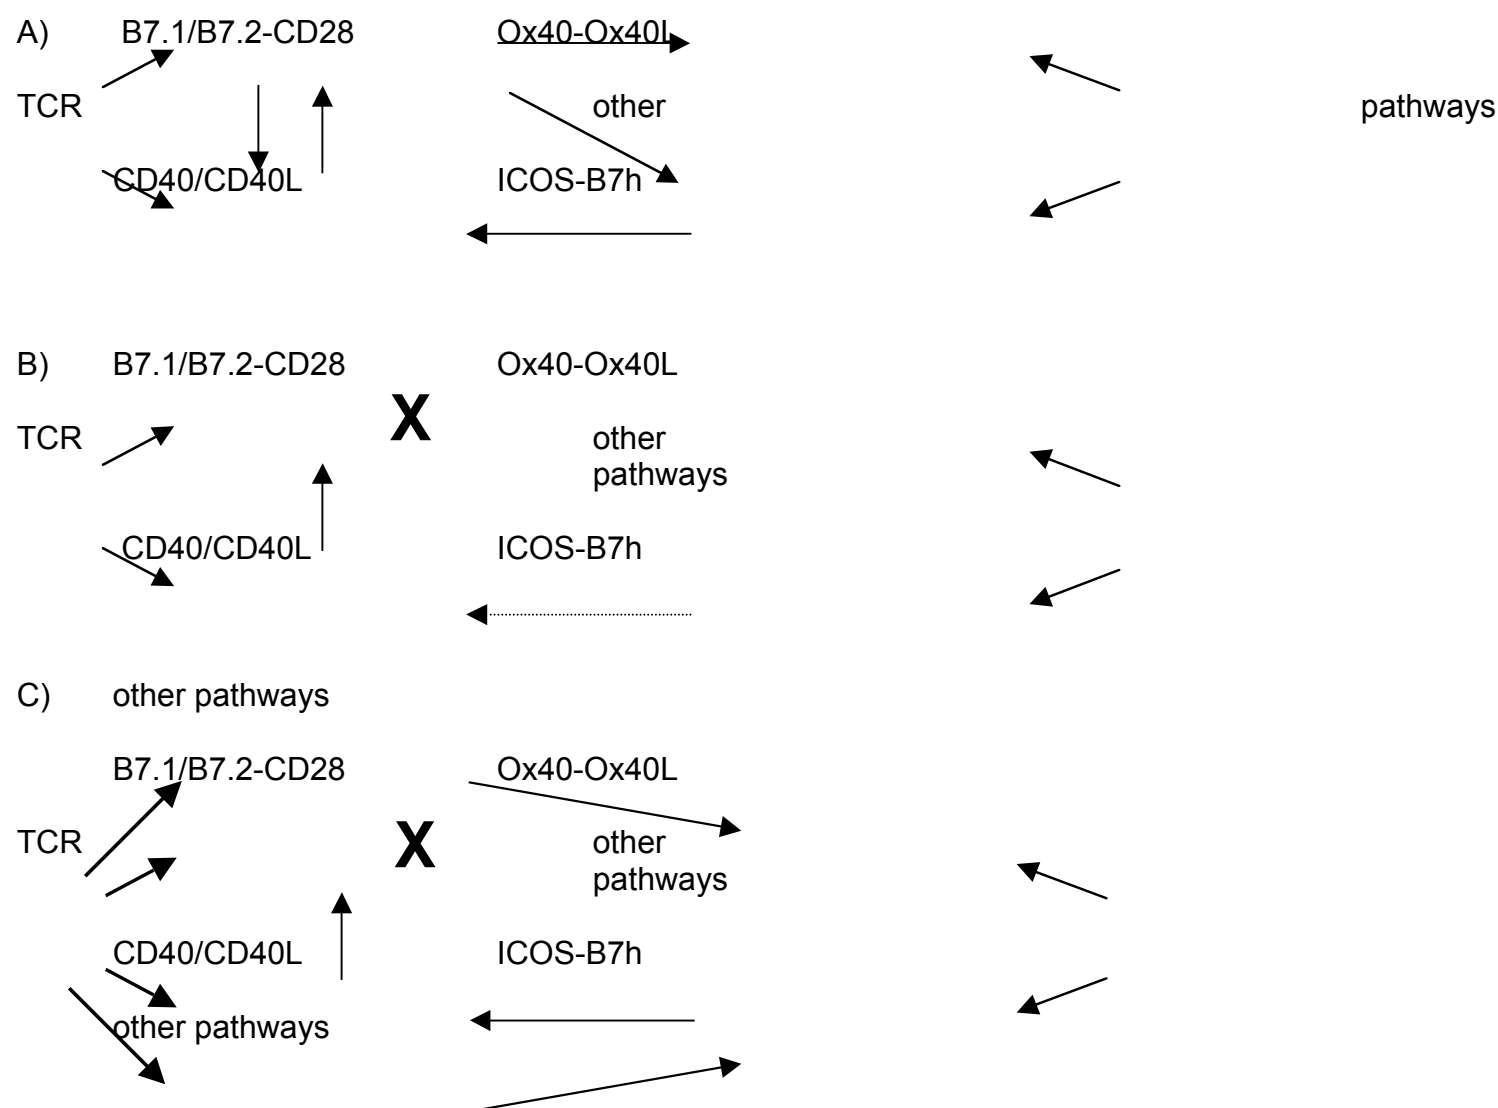 A) B7.1/B7.2-CD28 Ox40-Ox40L
TCR other pathways
CD40/CD40L ICOS-B7h
B) B7.1/B7.2-CD28 Ox40-Ox40L
X
TCR other
pathways
CD40/CD40L ICOS-B7h
C) other pathways
B7.1/B7.2-CD28 Ox40-Ox40L
TCR X other
pathways
CD40/CD40L ICOS-B7h
other pathways